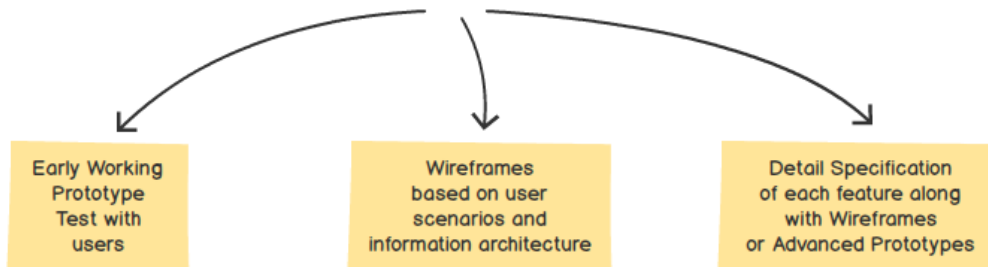 Early Working
Prototype
Test with
users
Wireframes
based on user
scenarios and
information architecture
Detail Specification
of each feature along
with Wireframes
or Advanced Prototypes